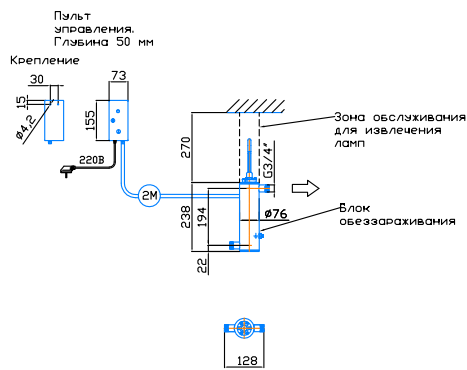 Пульт
управления.
Глубина 50 мм
Крепление
30
15
Ø4,2
73
155
220В
2М
270
G3/4"
Зона обслуживания
для извлечения
ламп
238
194
22
Ø76
Блок
обеззараживания
128